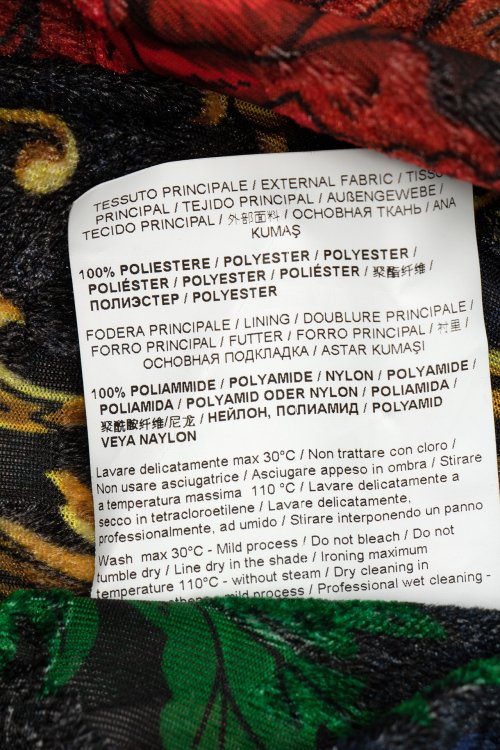 TESSUTO PRINCIPALE / EXTERNAL FABRIC / TISSU
PRINCIPAL / TEJIDO PRINCIPAL / AUßENGEWEBE /
TECIDO PRINCIPAL / 外部面料 / ОСНОВНАЯ ТКАНЬ / ANA
KUMAŞ
100% POLIESTERE / POLYESTER / POLYESTER /
POLIÉSTER / POLYESTER / POLIÉSTER / 聚酯纤维 /
ПОЛИЭСТЕР / POLYESTER
FODERA PRINCIPALE / LINING / DOUBLURE PRINCIPALE /
FORRO PRINCIPAL / FUTTER / FORRO PRINCIPAL / 衬里 /
ОСНОВНАЯ ПОДКЛАДКА / ASTAR KUMAŞI
100% POLIAMMIDE / POLYAMIDE / NYLON / POLYAMIDE /
POLIAMIDA / POLYAMID ODER NYLON / POLIAMIDA /
聚酰胺纤维/尼龙 / НЕЙЛОН, ПОЛИАМИД / POLYAMID
VEYA NAYLON
Lavare delicatamente max 30°C / Non trattare con cloro /
Non usare asciugatrice / Asciugare appeso in ombra / Stirare
a temperatura massima 110 °C / Lavare delicatamente a
secco in tetracloroetilene / Lavare delicatamente,
professionalmente, ad umido / Stirare interponendo un panno
Wash max 30°C - Mild process / Do not bleach / Do not
tumble dry / Line dry in the shade / Ironing maximum
temperature 110°C - without steam / Dry cleaning in
mild process / Professional wet cleaning -